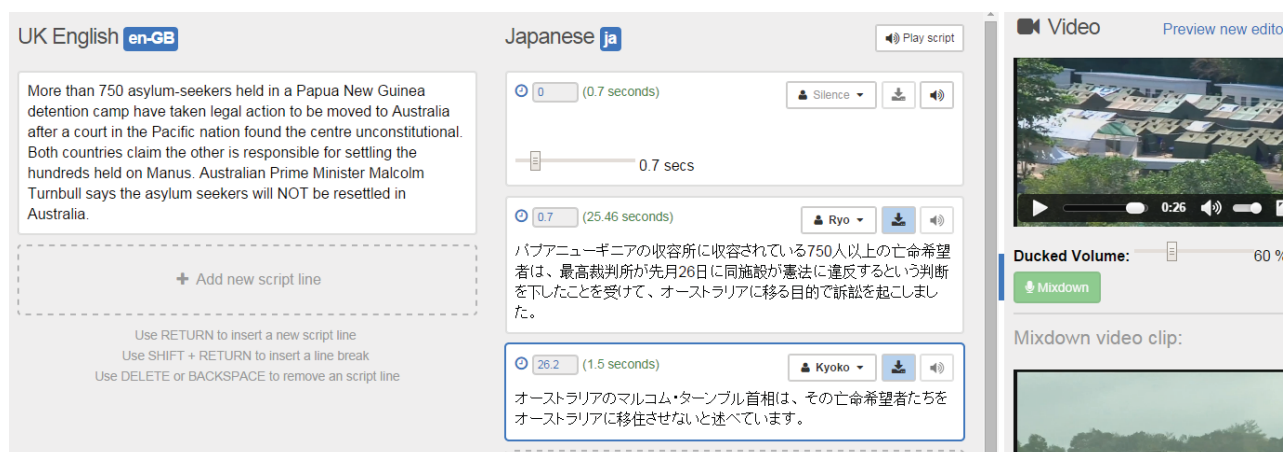 UK English en-GB
More than 750 asylum-seekers held in a Papua New Guinea
detention camp have taken legal action to be moved to Australia
after a court in the Pacific nation found the centre unconstitutional.
Both countries claim the other is responsible for settling the
hundreds held on Manus. Australian Prime Minister Malcolm
Turnbull says the asylum seekers will NOT be resettled in
Australia.
Add new script line
Use RETURN to insert a new script line
Use SHIFT + RETURN to insert a line break
Use DELETE or BACKSPACE to remove an script line
Japanese ja
Play script
0 (0.7 seconds)
Silence
0.7 secs
0.7 (25.46 seconds)
Ryo
パプアニューギニアの収容所に収容されている750人以上の亡命希望
者は、最高裁判所が先月26日に同施設が憲法に違反するという判断
を下したことを受けて、オーストラリアに移る目的で訴訟を起こしまし
た。
26.2 (1.5 seconds)
Kyoko
オーストラリアのマルコム・ターンブル首相は、その亡命希望者たちを
オーストラリアに移住させないと述べています。
Video
Preview new edito
0:26
Ducked Volume: 60 %
Mixdown
Mixdown video clip: